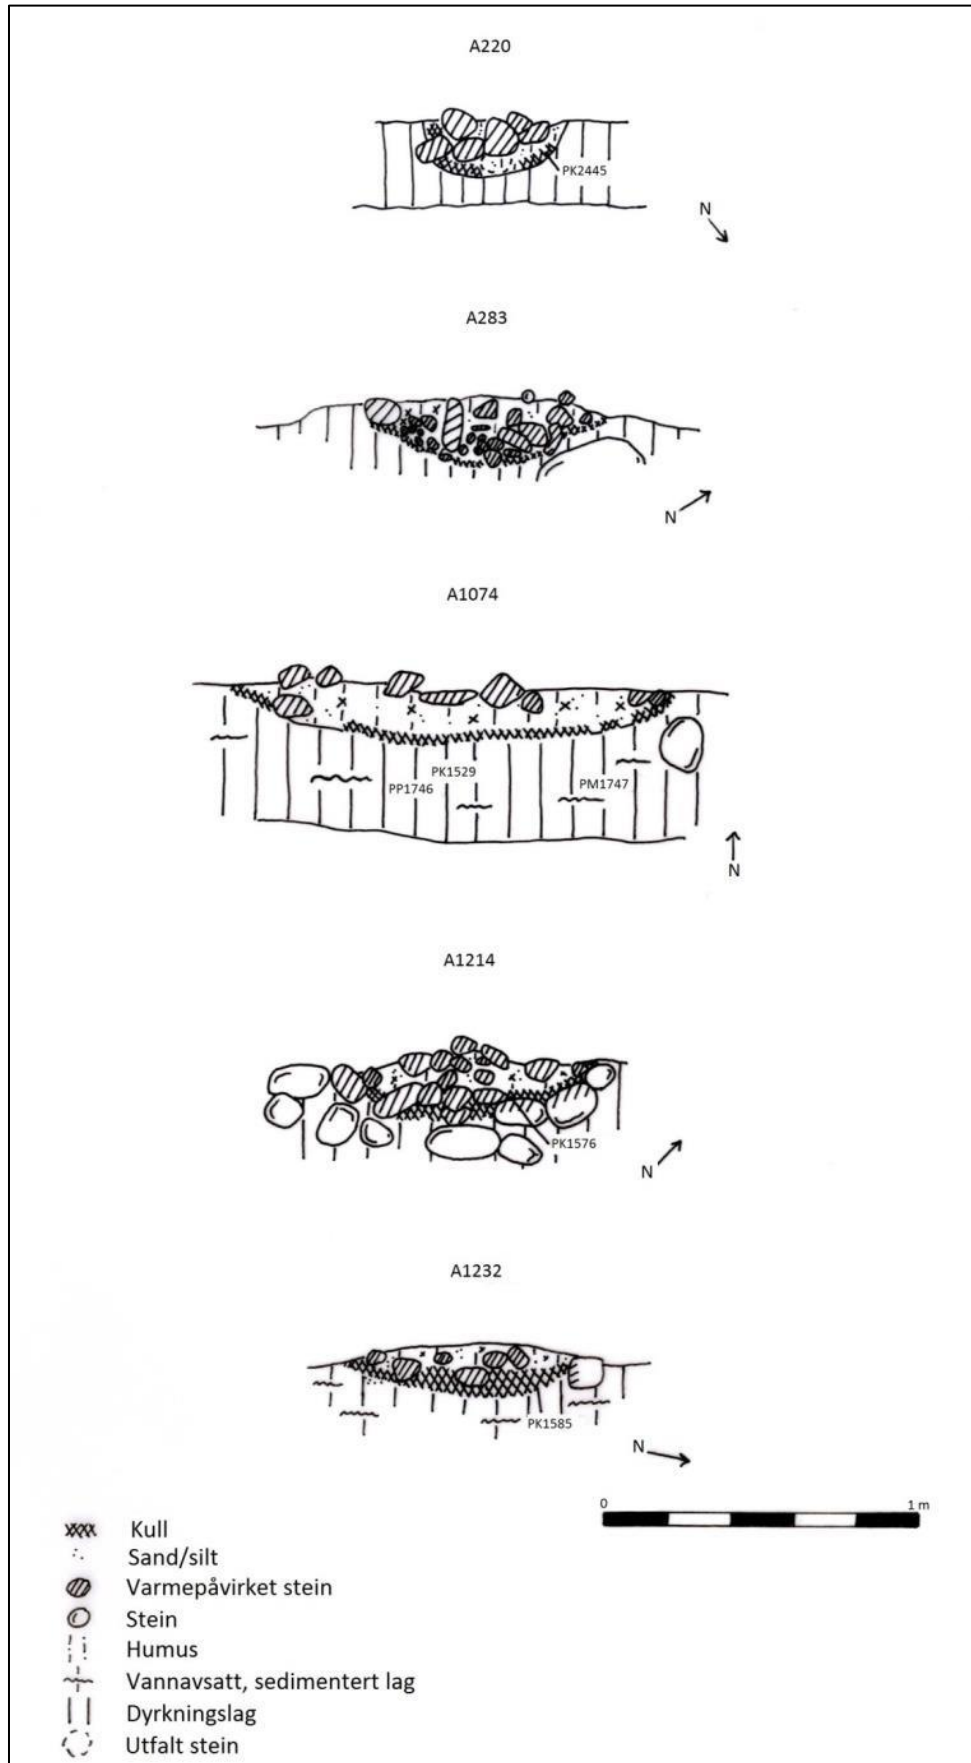 A220
PK2445
N
A283
N
A1074
PK1529
PP1746
PM1747
N
A1214
PK1576
N
A1232
PK1585
N
0
1 m
Kull
Sand/silt
Varmepåvirket stein
Stein
Humus
Vannavsatt, sedimentert lag
Dyrkningslag
Utfalt stein